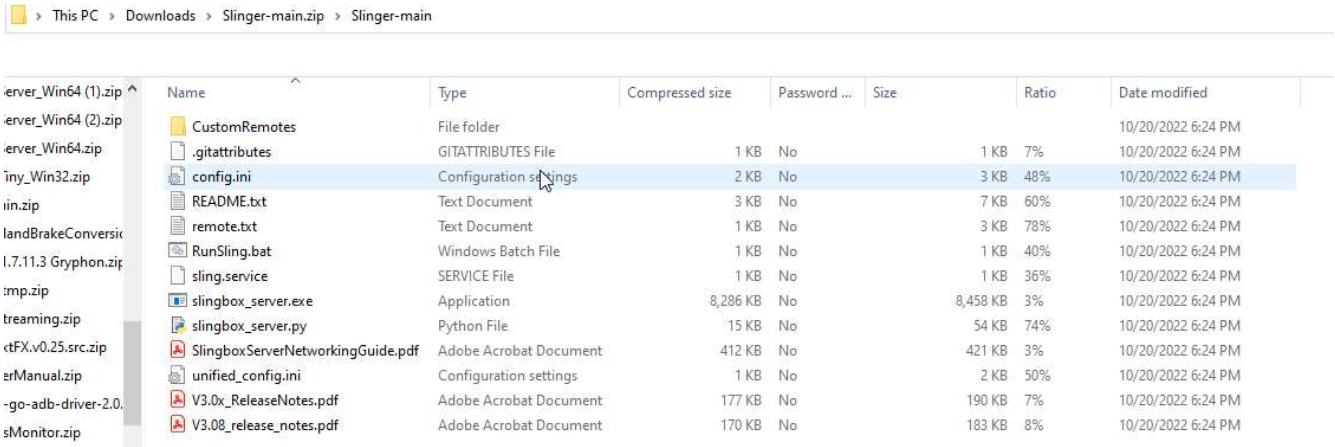 This PC > Downloads > Slinger-main.zip > Slinger-main
erver_Win64 (1).zip Name Type Compressed size Password ... Size Ratio Date modified
erver_Win64 (2).zip CustomRemotes File folder 10/20/2022 6:24 PM
.gitattributes GITATTRIBUTES File 1 KB No 1 KB 7% 10/20/2022 6:24 PM
erver_Win64.zip
iny_Win32.zip config.ini Configuration settings 2 KB No 3 KB 48% 10/20/2022 6:24 PM
in.zip README.txt Text Document 3 KB No 7 KB 60% 10/20/2022 6:24 PM
andBrakeConversic remote.txt Text Document 1 KB No 3 KB 78% 10/20/2022 6:24 PM
1.7.11.3 Gryphon.zip RunSling.bat Windows Batch File 1 KB No 1 KB 40% 10/20/2022 6:24 PM
sling.service SERVICE File 1 KB No 1 KB 36% 10/20/2022 6:24 PM
tmp.zip slingbox_server.exe Application 8,286 KB No 8,458 KB 3% 10/20/2022 6:24 PM
treaming.zip slingbox_server.py Python File 15 KB No 54 KB 74% 10/20/2022 6:24 PM
ctFX.v0.25.src.zip SlingboxServerNetworkingGuide.pdf Adobe Acrobat Document 412 KB No 421 KB 3% 10/20/2022 6:24 PM
erManual.zip unified_config.ini Configuration settings 1 KB No 2 KB 50% 10/20/2022 6:24 PM
-go-adb-driver-2.0. V3.0x_ReleaseNotes.pdf Adobe Acrobat Document 177 KB No 190 KB 7% 10/20/2022 6:24 PM
sMonitor.zip V3.08_release_notes.pdf Adobe Acrobat Document 170 KB No 183 KB 8% 10/20/2022 6:24 PM